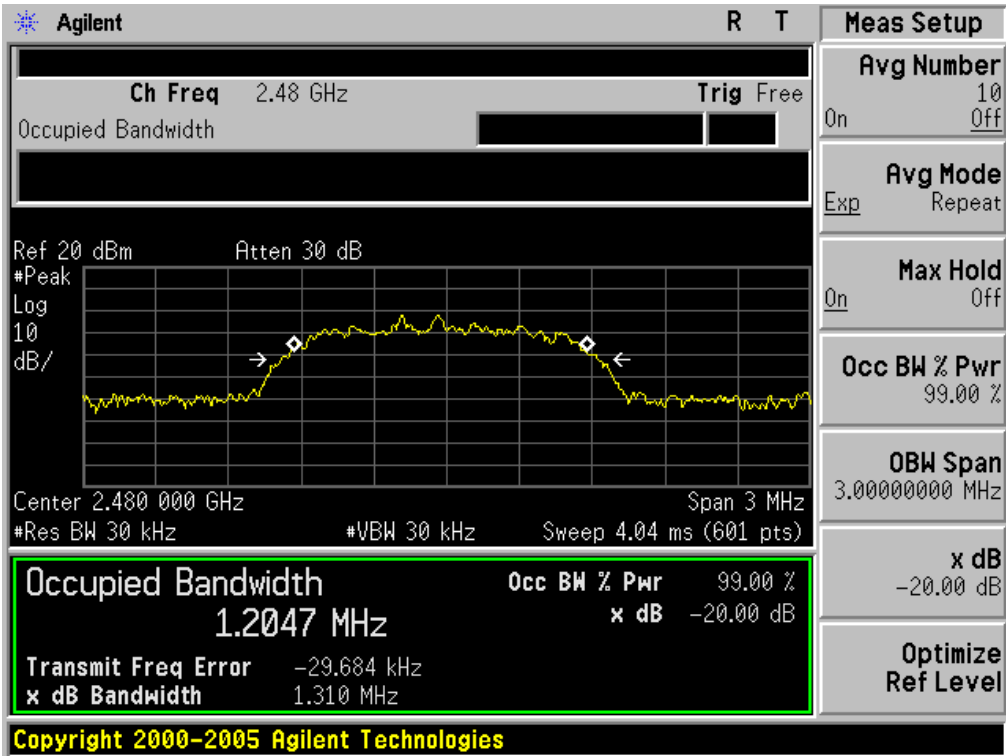 Agilent R T
Ch Freq 2.48 GHz Trig Free
Occupied Bandwidth
Ref 20 dBm Atten 30 dB
#Peak
Log
10
dB/
Center 2.480 000 GHz Span 3 MHz
#Res BW 30 kHz #VBW 30 kHz Sweep 4.04 ms (601 pts)
Occupied Bandwidth
1.2047 MHz
Occ BW % Pwr 99.00 %
x dB -20.00 dB
Transmit Freq Error -29.684 kHz
x dB Bandwidth 1.310 MHz
Copyright 2000-2005 Agilent Technologies
Meas Setup
Avg Number
10
On Off
Avg Mode
Exp Repeat
Max Hold
On Off
Occ BW % Pwr
99.00 %
OBW Span
3.00000000 MHz
x dB
-20.00 dB
Optimize
Ref Level